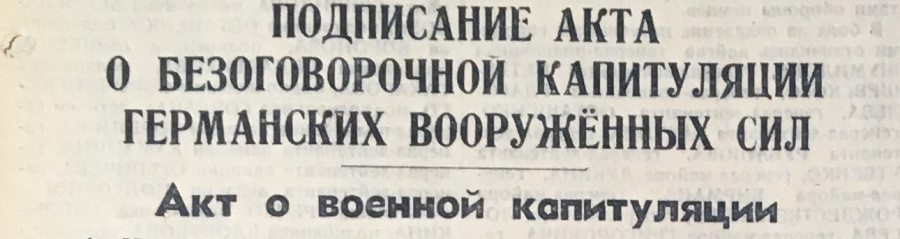 ПОДПИСАНИЕ АКТА
О БЕЗОГОВОРОЧНОЙ КАПИТУЛЯЦИИ
ГЕРМАНСКИХ ВООРУЖЁННЫХ СИЛ
Акт о военной капитуляции